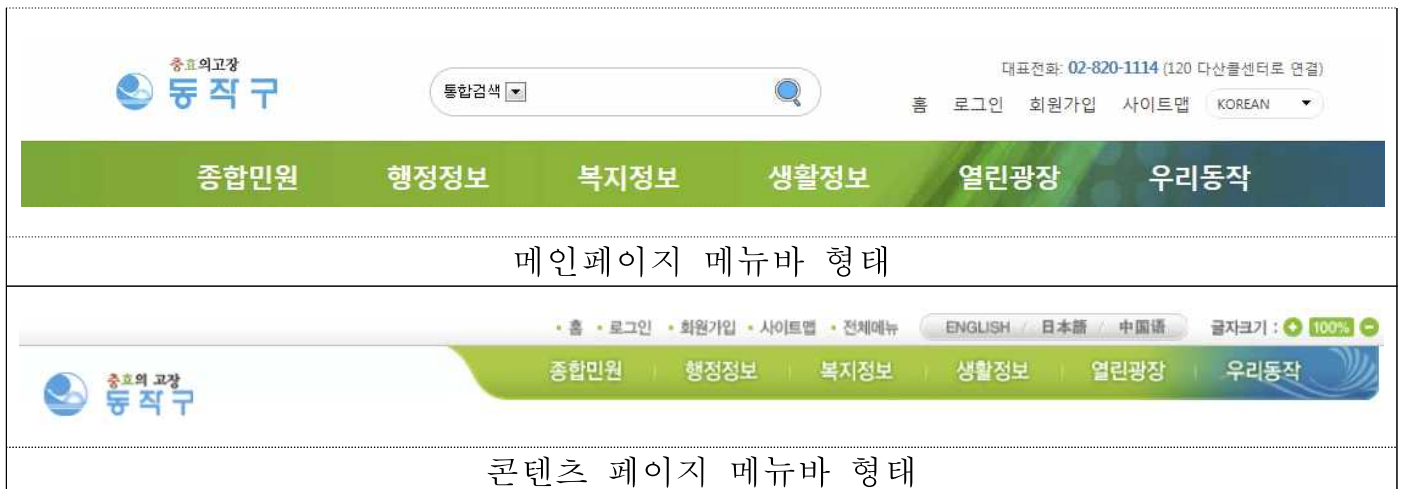 충효의고장
동작구
통합검색
대표전화: 02-820-1114 (120 다산콜센터로 연결)
홈 로그인 회원가입 사이트맵 KOREAN
종합민원 행정정보 복지정보 생활정보 열린광장 우리동작
메인페이지 메뉴바 형태
• 홈 • 로그인 • 회원가입 • 사이트맵 • 전체메뉴 ENGLISH / 日本語 / 中国语 글자크기 : 100%
종합민원 행정정보 복지정보 생활정보 열린광장 우리동작
충효의 고장
동작구
콘텐츠 페이지 메뉴바 형태